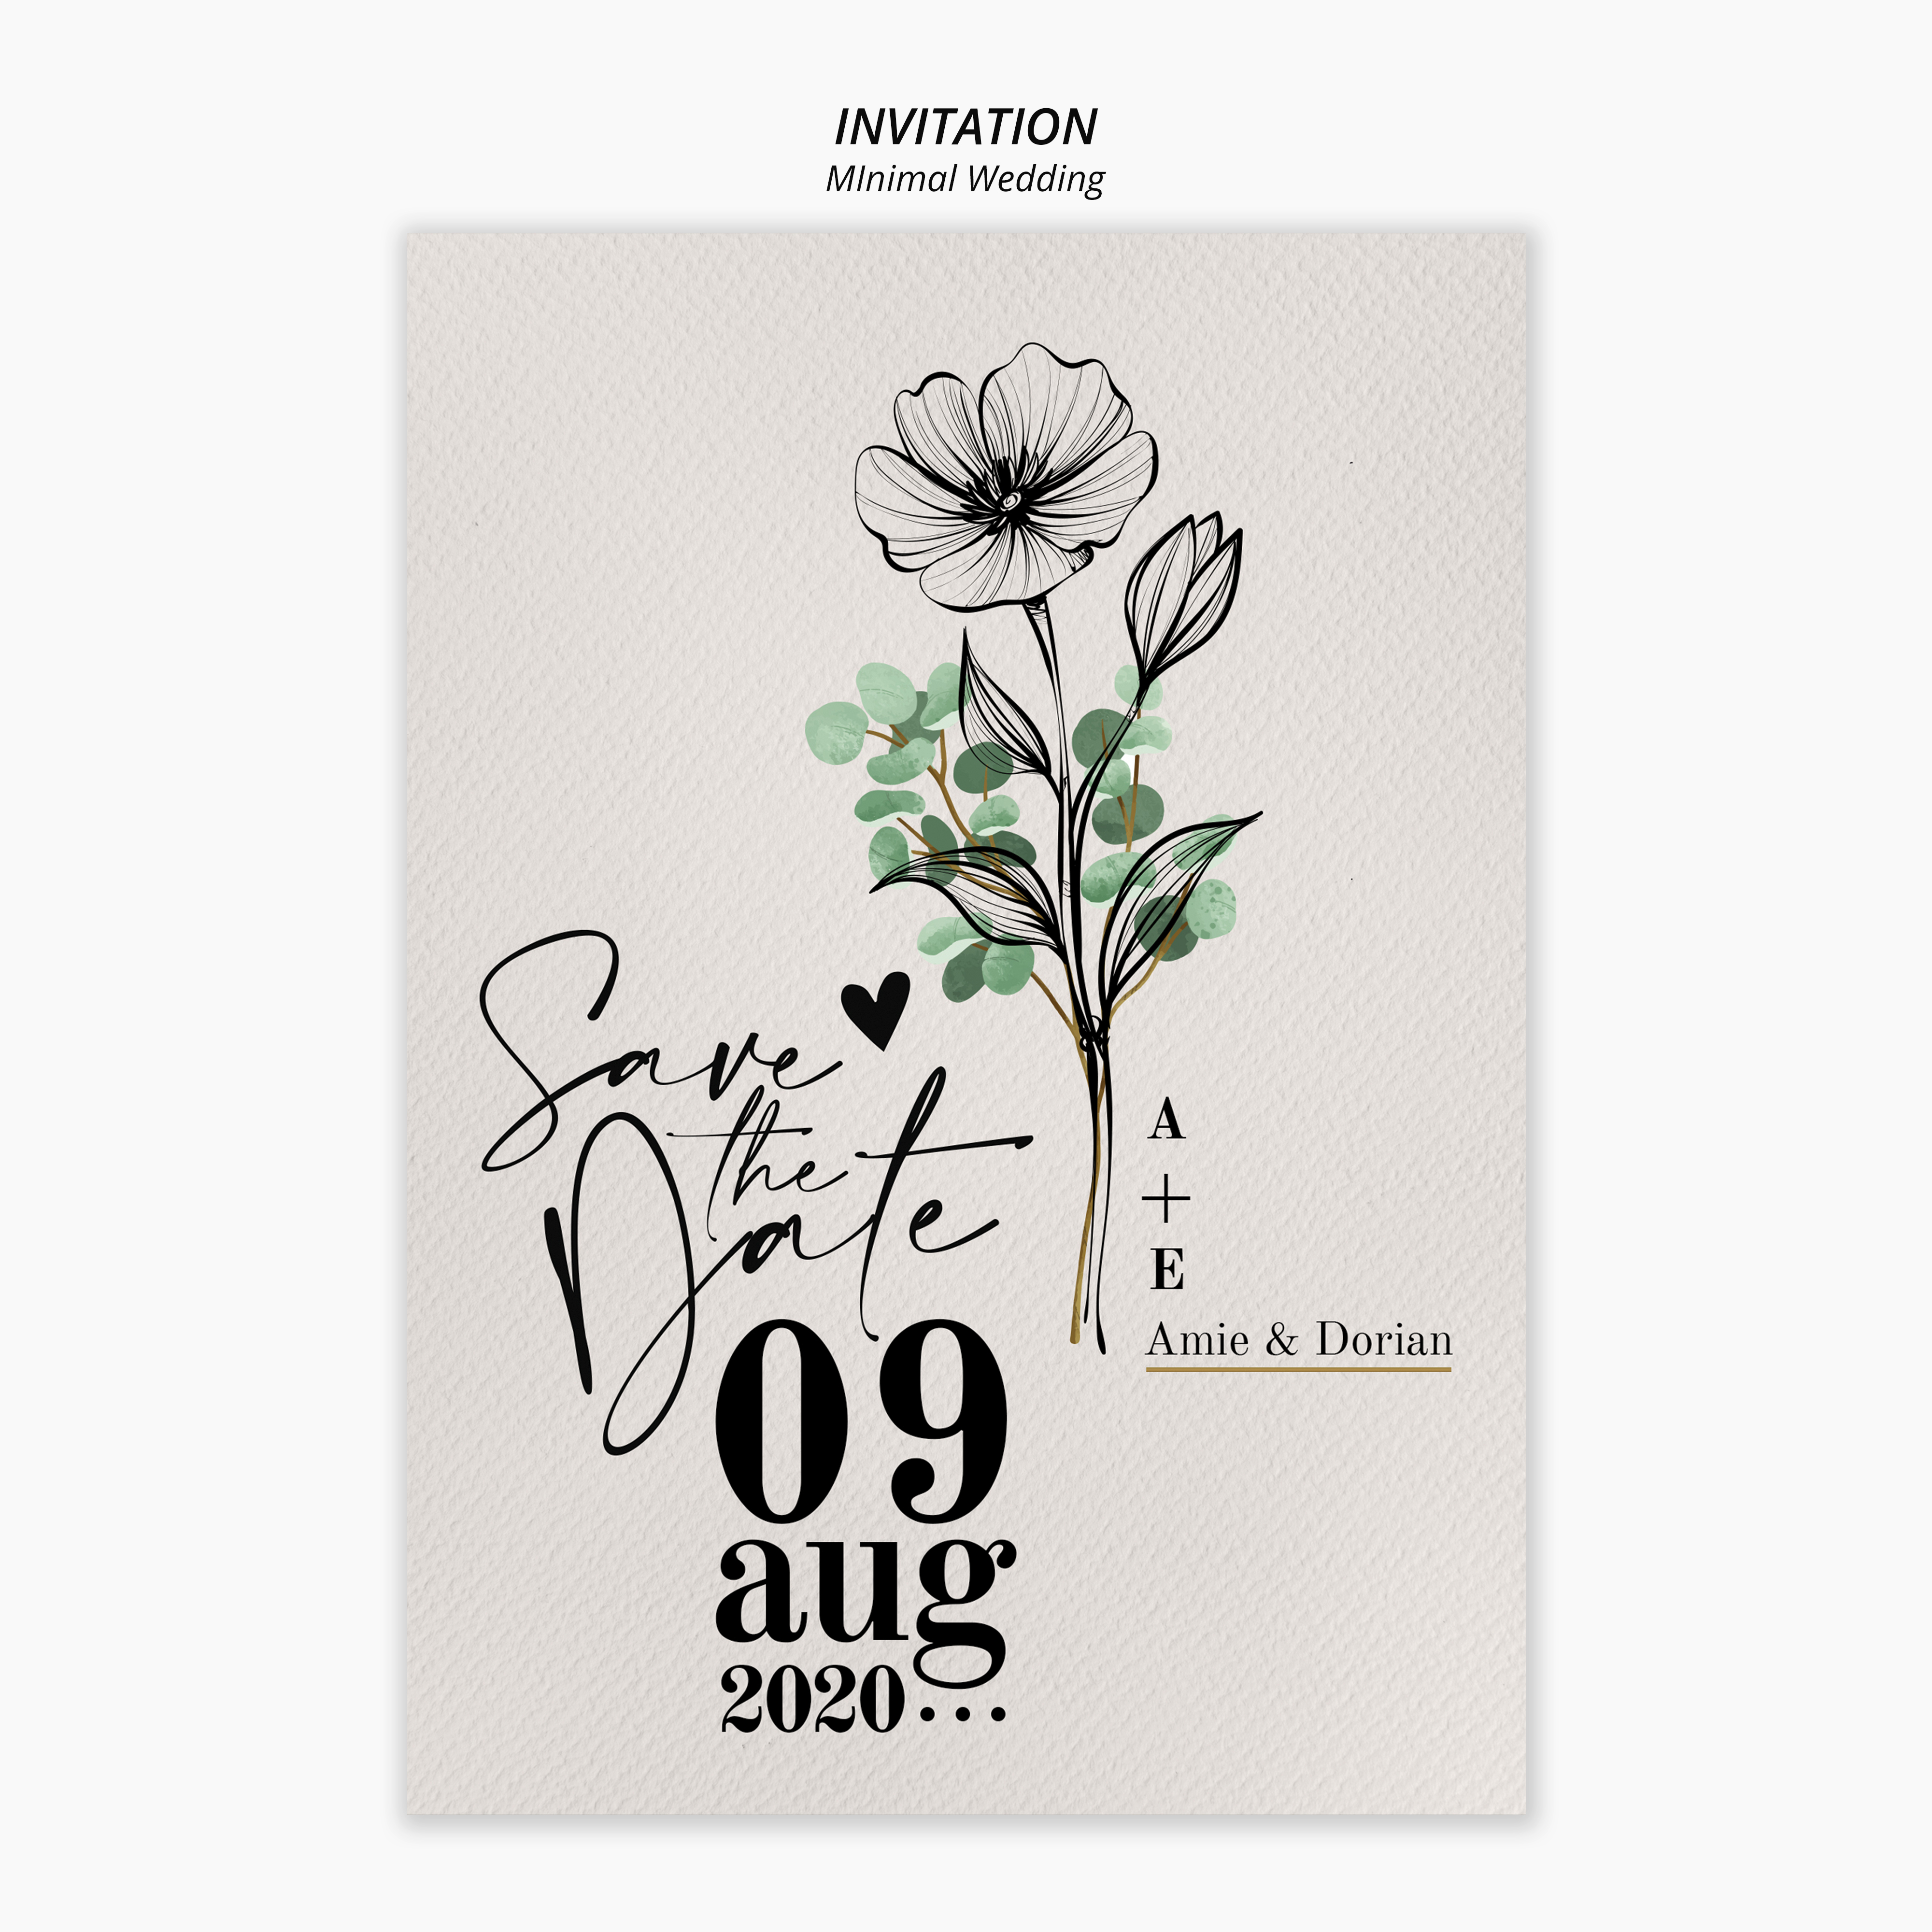 INVITATION
MInimal Wedding
Save
the
Date
A
+
E
Amie & Dorian
09
aug
2020...